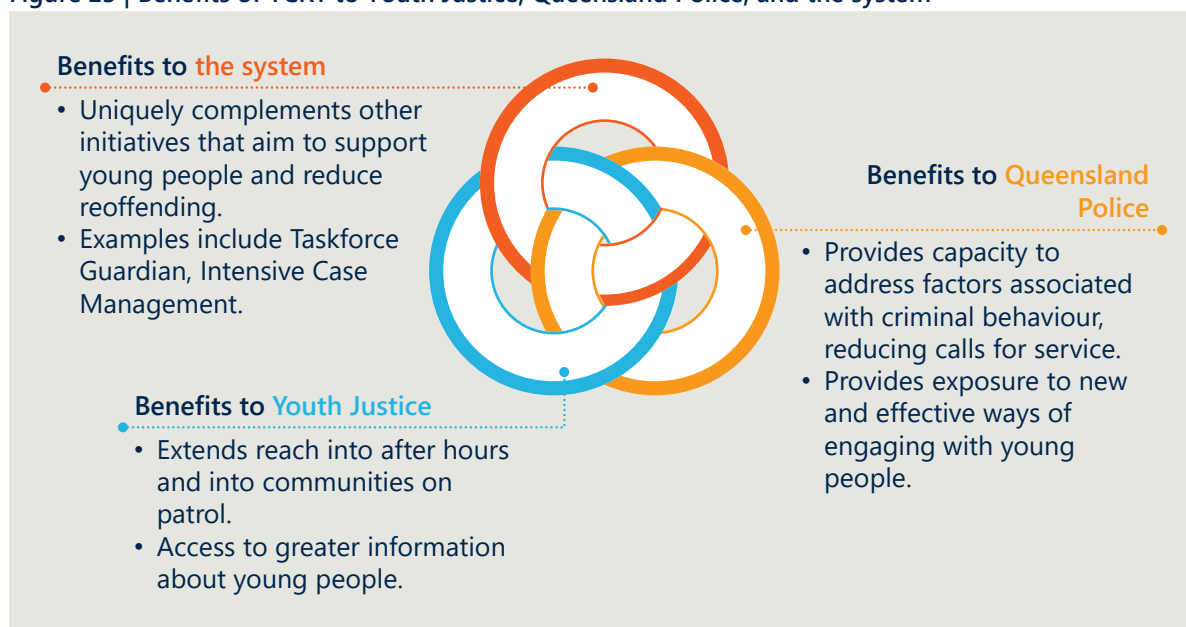 Benefits to the system
• Uniquely complements other
initiatives that aim to support
young people and reduce
reoffending.
• Examples include Taskforce
Guardian, Intensive Case
Management.
Benefits to Queensland
Police
• Provides capacity to
address factors associated
with criminal behaviour,
reducing calls for service.
• Provides exposure to new
and effective ways of
engaging with young
people.
Benefits to Youth Justice
• Extends reach into after hours
and into communities on
patrol.
• Access to greater information
about young people.